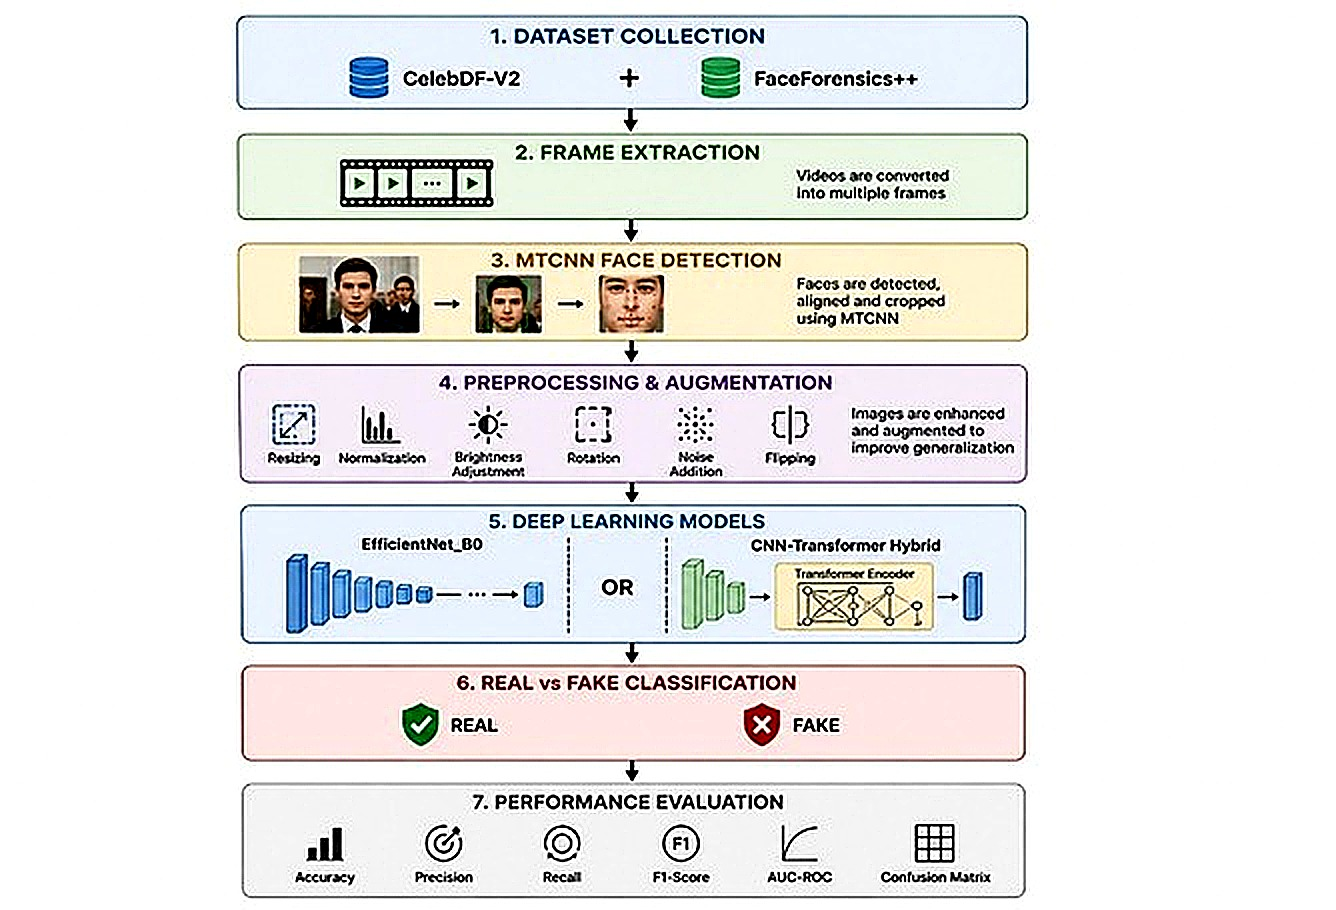 1. DATASET COLLECTION
CelebDF-V2 + FaceForensics++
2. FRAME EXTRACTION
Videos are converted
into multiple frames
3. MTCNN FACE DETECTION
Faces are detected,
aligned and cropped
using MTCNN
4. PREPROCESSING & AUGMENTATION
Resizing
Normalization
Brightness
Adjustment
Rotation
Noise
Addition
Flipping
Images are enhanced
and augmented to
improve generalization
5. DEEP LEARNING MODELS
EfficientNet_B0
...
OR
CNN-Transformer Hybrid
Transformer Encoder
6. REAL vs FAKE CLASSIFICATION
REAL
FAKE
7. PERFORMANCE EVALUATION
Accuracy
Precision
Recall
F1
F1-Score
AUC-ROC
Confusion Matrix